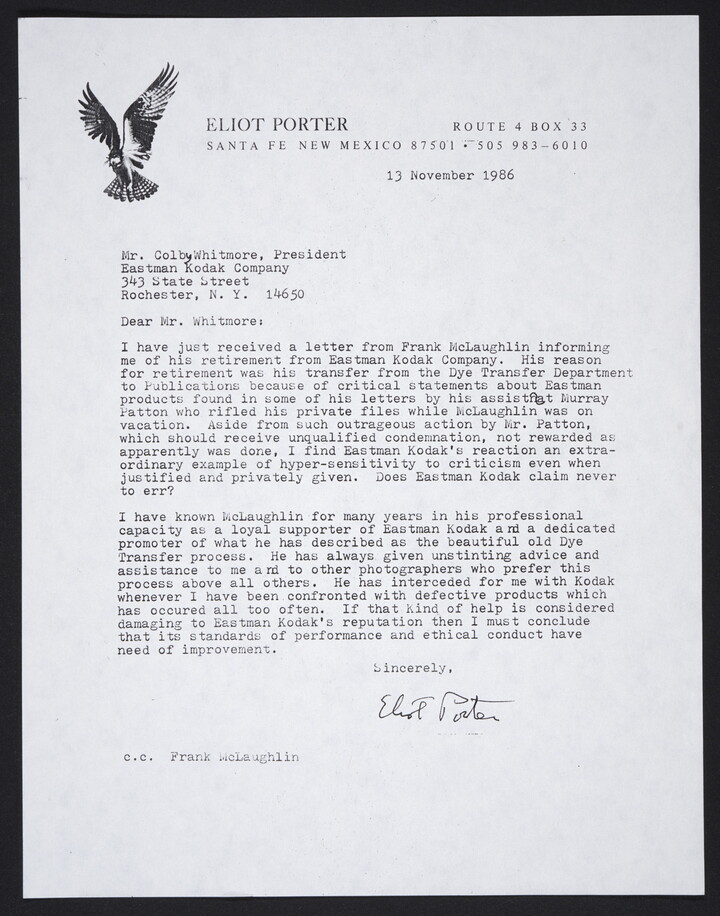 ELIOT PORTER
ROUTE 4 BOX 33
SANTA FE NEW MEXICO 87501 • 505 983-6010
13 November 1986
Mr. Colby Whitmore, President
Eastman Kodak Company
343 State Street
Rochester, N. Y. 14650
Dear Mr. Whitmore:
I have just received a letter from Frank McLaughlin informing
me of his retirement from Eastman Kodak Company. His reason
for retirement was his transfer from the Dye Transfer Department
to Publications because of critical statements about Eastman
products found in some of his letters by his assistant Murray
Patton who rifled his private files while McLaughlin was on
vacation. Aside from such outrageous action by Mr. Patton,
which should receive unqualified condemnation, not rewarded as
apparently was done, I find Eastman Kodak's reaction an extra-
ordinary example of hyper-sensitivity to criticism even when
justified and privately given. Does Eastman Kodak claim never
to err?
I have known McLaughlin for many years in his professional
capacity as a loyal supporter of Eastman Kodak and a dedicated
promoter of what he has described as the beautiful old Dye
Transfer process. He has always given unstinting advice and
assistance to me and to other photographers who prefer this
process above all others. He has interceded for me with Kodak
whenever I have been confronted with defective products which
has occured all too often. If that kind of help is considered
damaging to Eastman Kodak's reputation then I must conclude
that its standards of performance and ethical conduct have
need of improvement.
Sincerely,
Eliot Porter
c.c. Frank McLaughlin